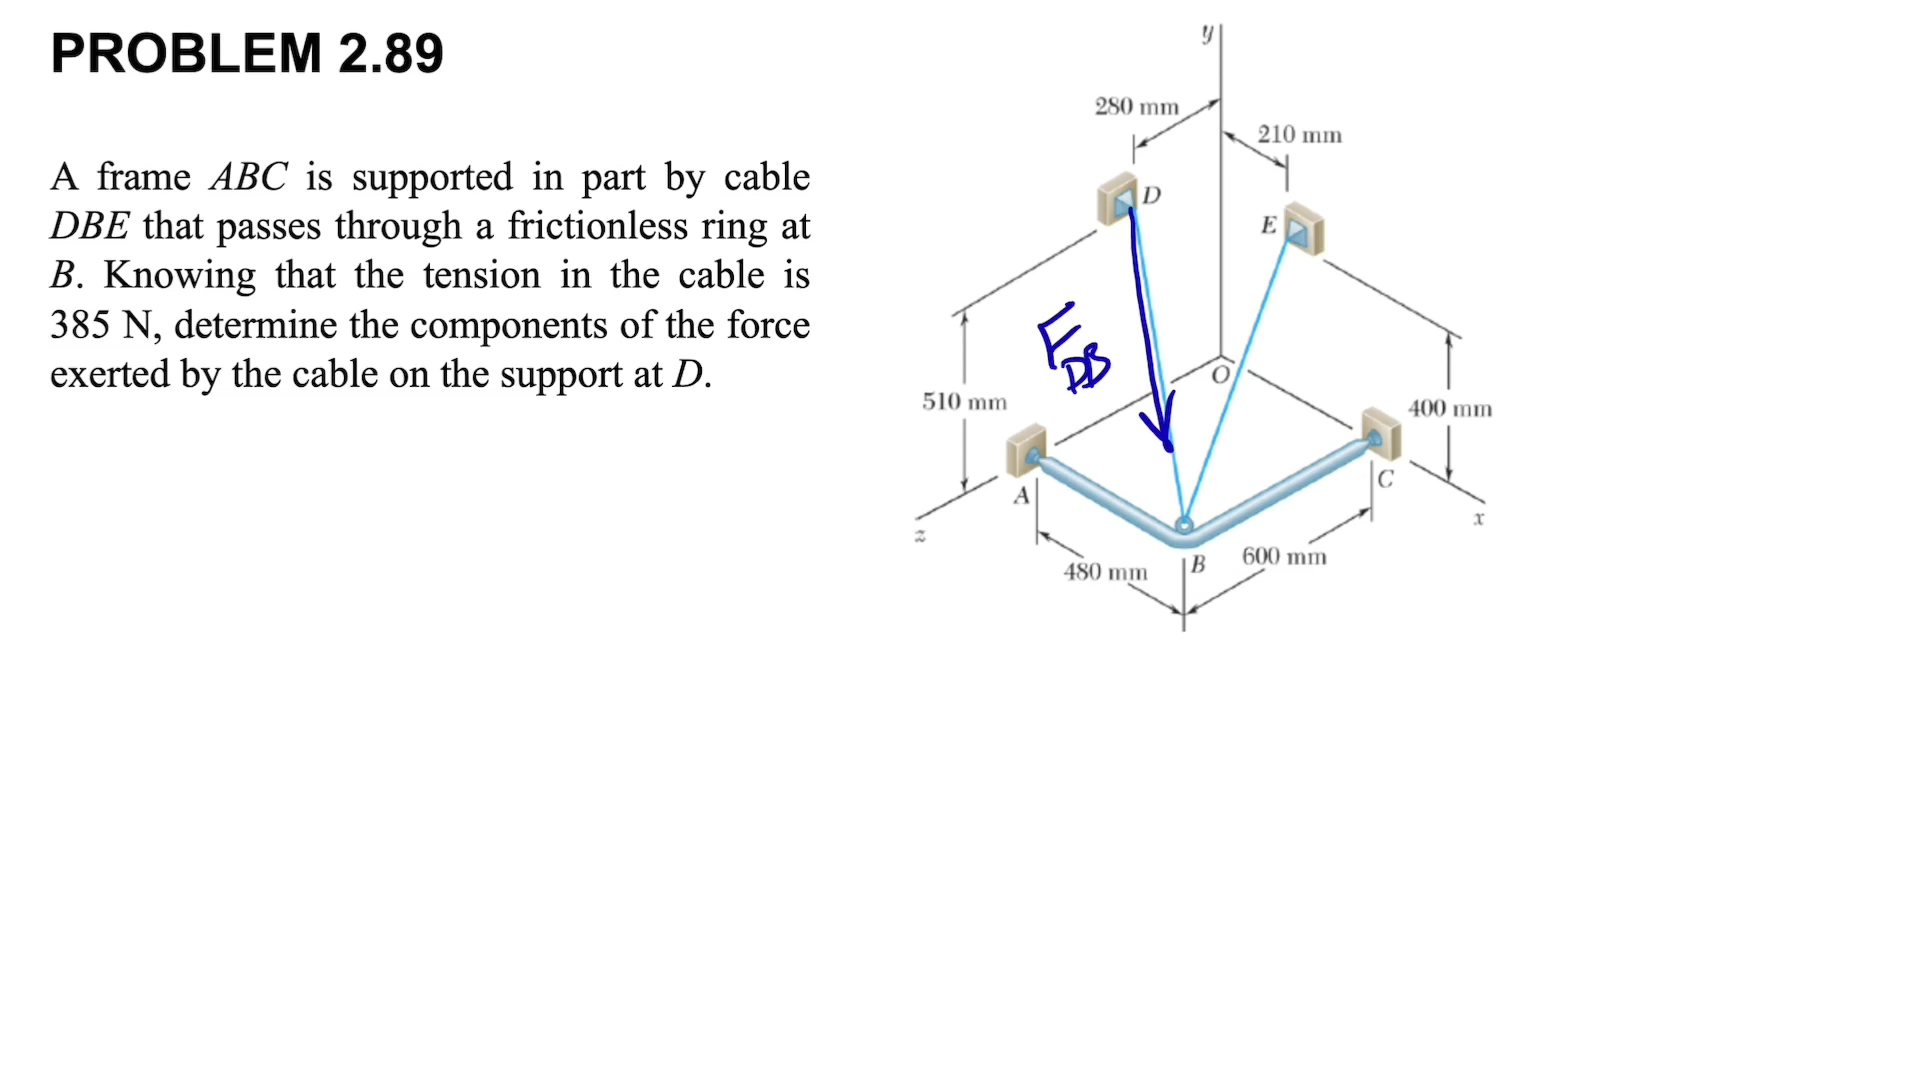 PROBLEM 2.89
A frame ABC is supported in part by cable
DBE that passes through a frictionless ring at
B. Knowing that the tension in the cable is
385 N, determine the components of the force
exerted by the cable on the support at D.
y
280 mm
210 mm
D
E
F DB
O
510 mm
400 mm
A
C
z
x
480 mm
B
600 mm